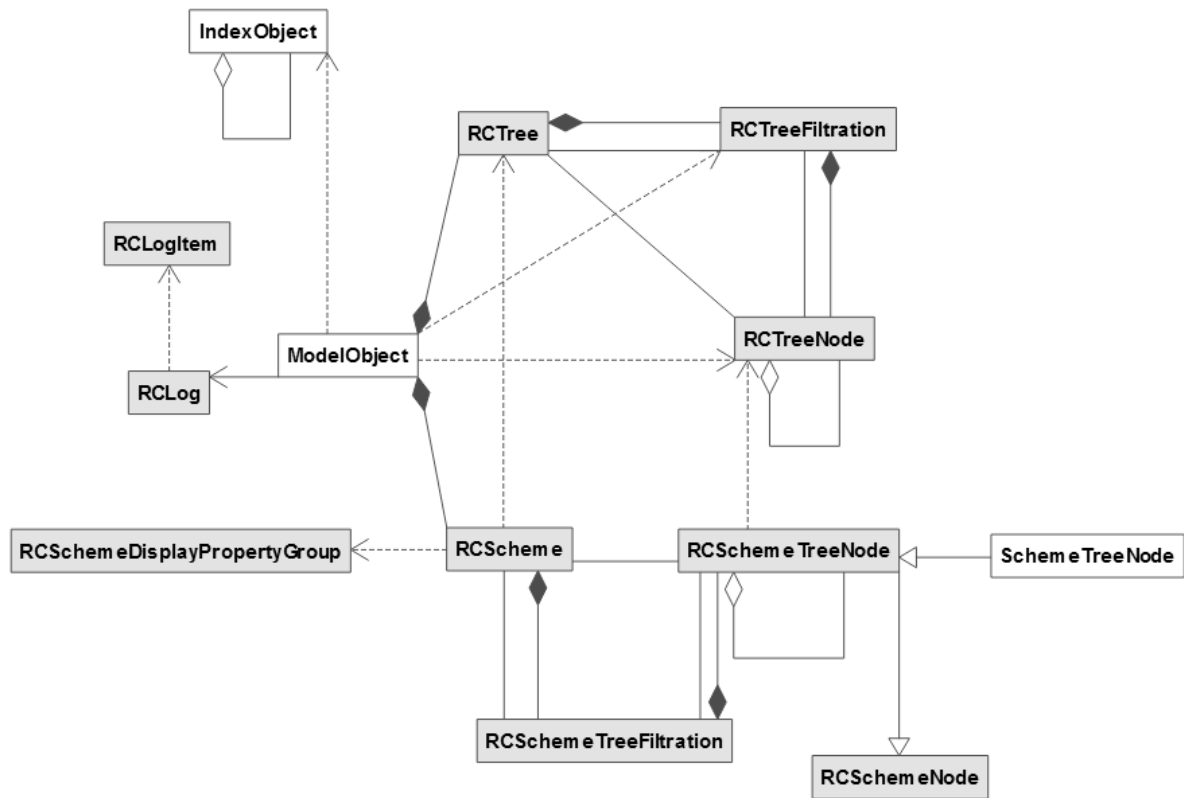 IndexObject
RCTree
RCTreeFiltration
RCLogItem
ModelObject
RCTreeNode
RCLog
RCSchemeDisplayPropertyGroup
RCScheme
RCSchemeTreeNode
SchemeTreeNode
RCSchemeTreeFiltration
RCSchemeNode